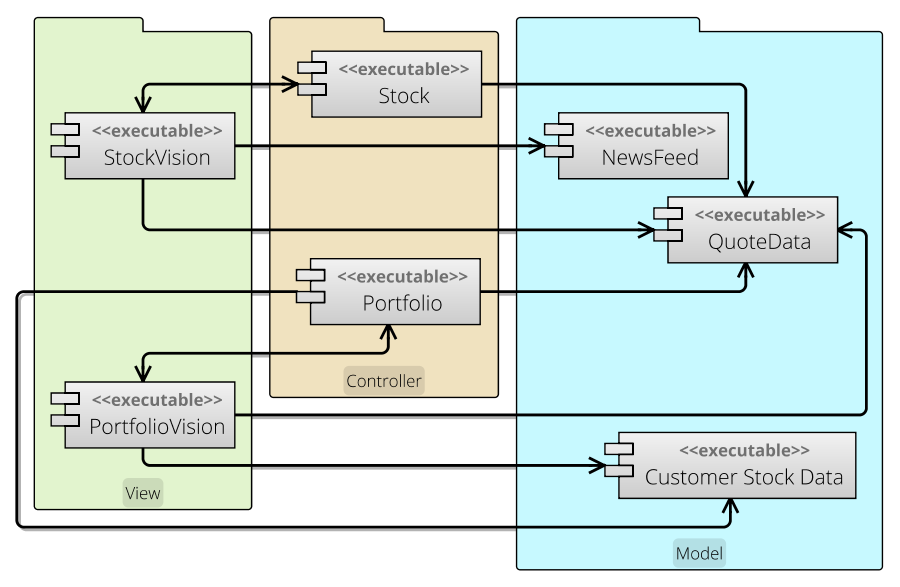 <<executable>>
Stock
<<executable>>
StockVision
<<executable>>
NewsFeed
<<executable>>
QuoteData
<<executable>>
Portfolio
Controller
<<executable>>
PortfolioVision
<<executable>>
Customer Stock Data
View
Model